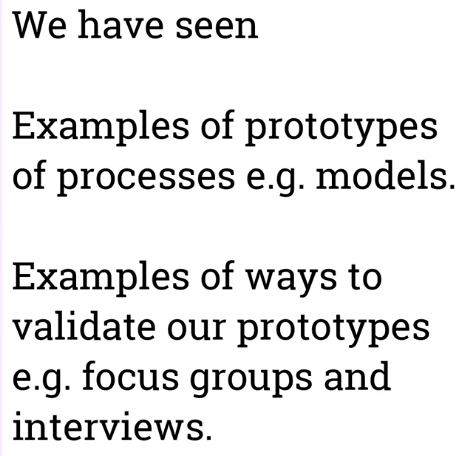 We have seen
Examples of prototypes
of processes e.g. models.
Examples of ways to
validate our prototypes
e.g. focus groups and
interviews.